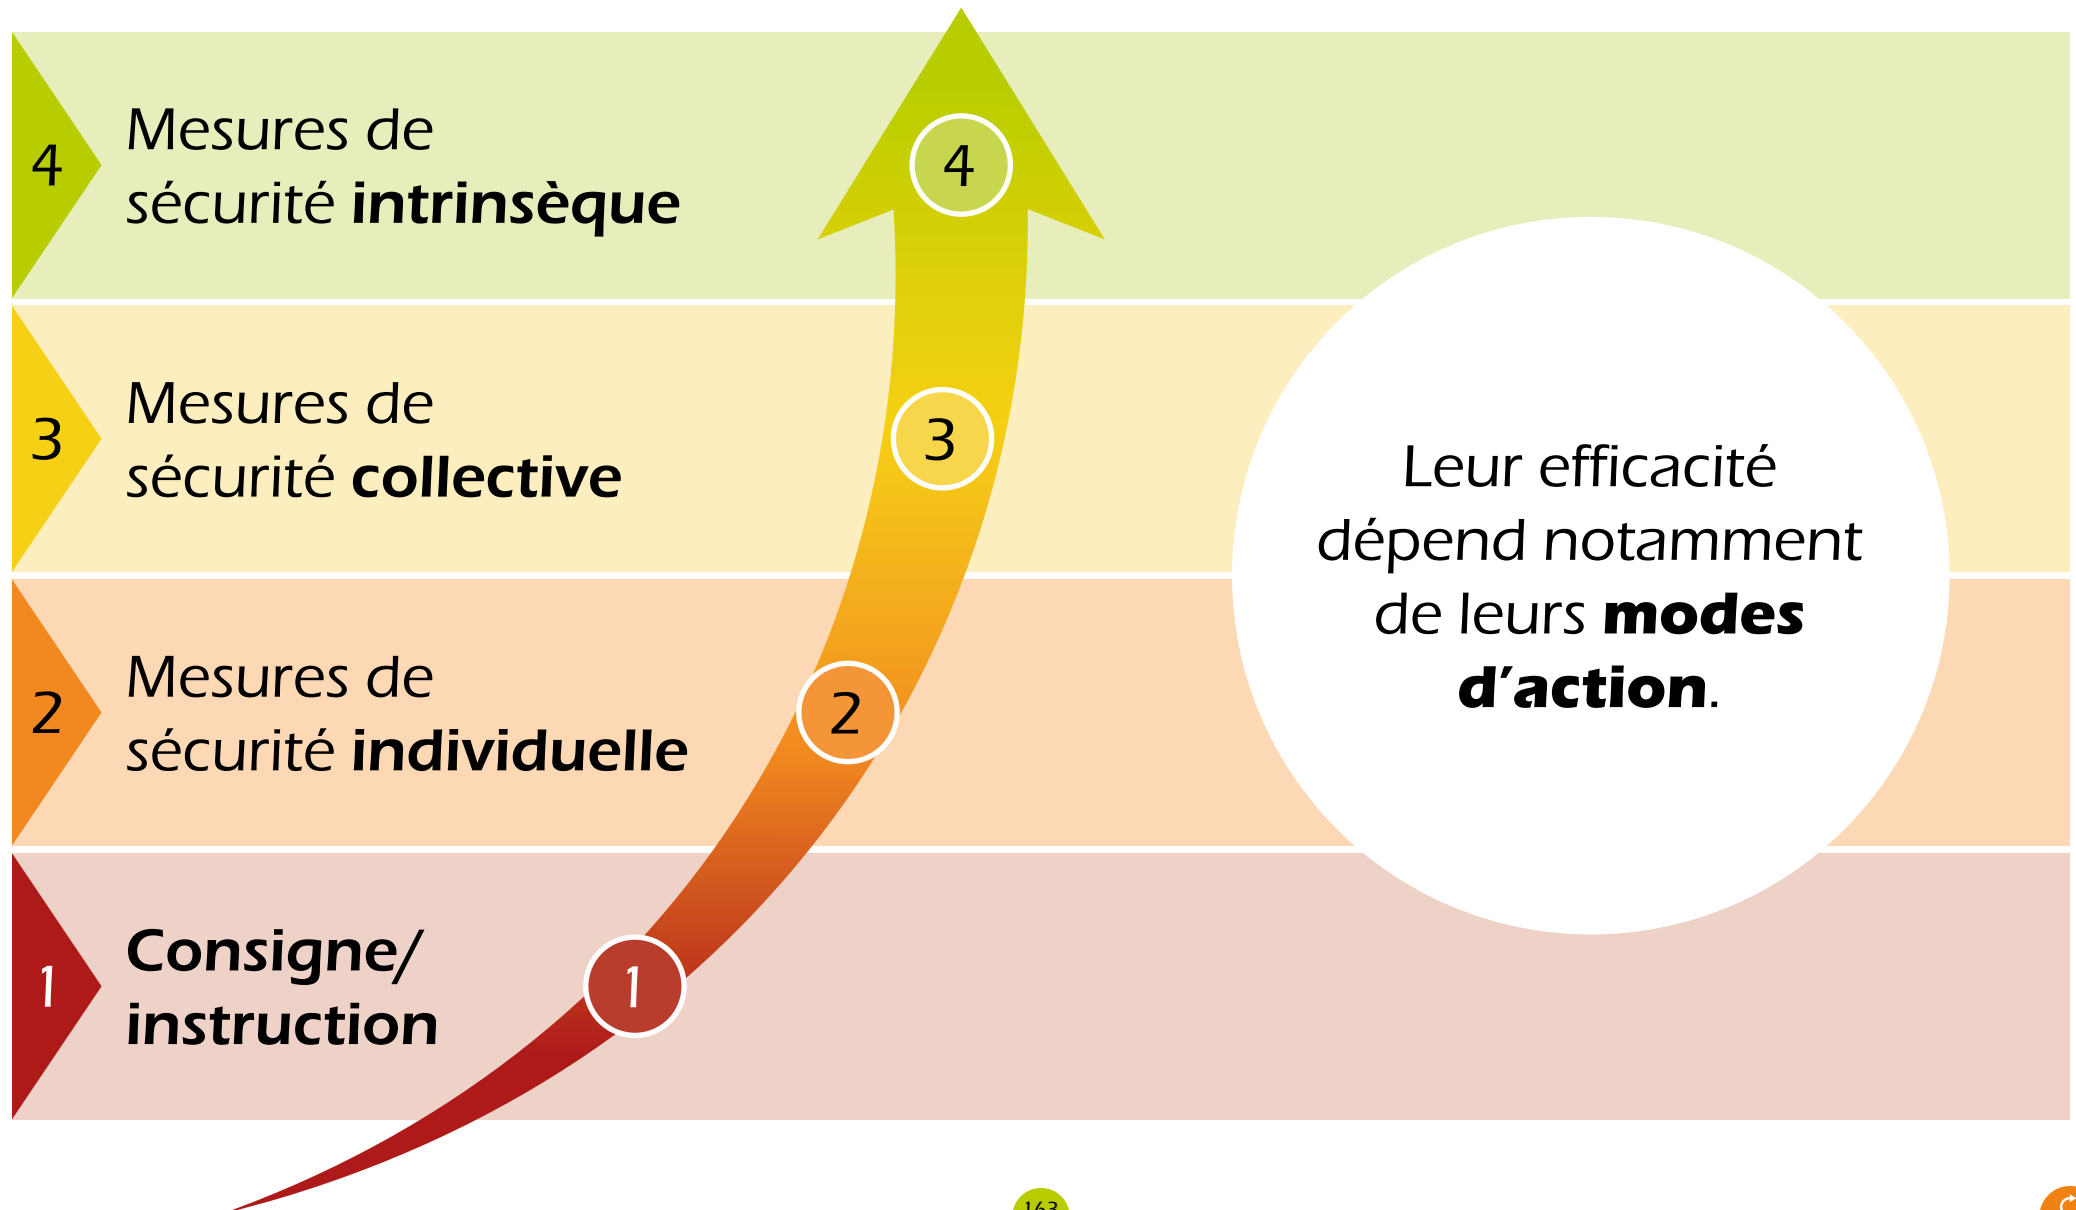 4
Mesures de
sécurité intrinsèque
4
3
Mesures de
sécurité collective
3
Leur efficacité
dépend notamment
de leurs modes
d’action.
2
Mesures de
sécurité individuelle
2
1
Consigne/
instruction
1
163